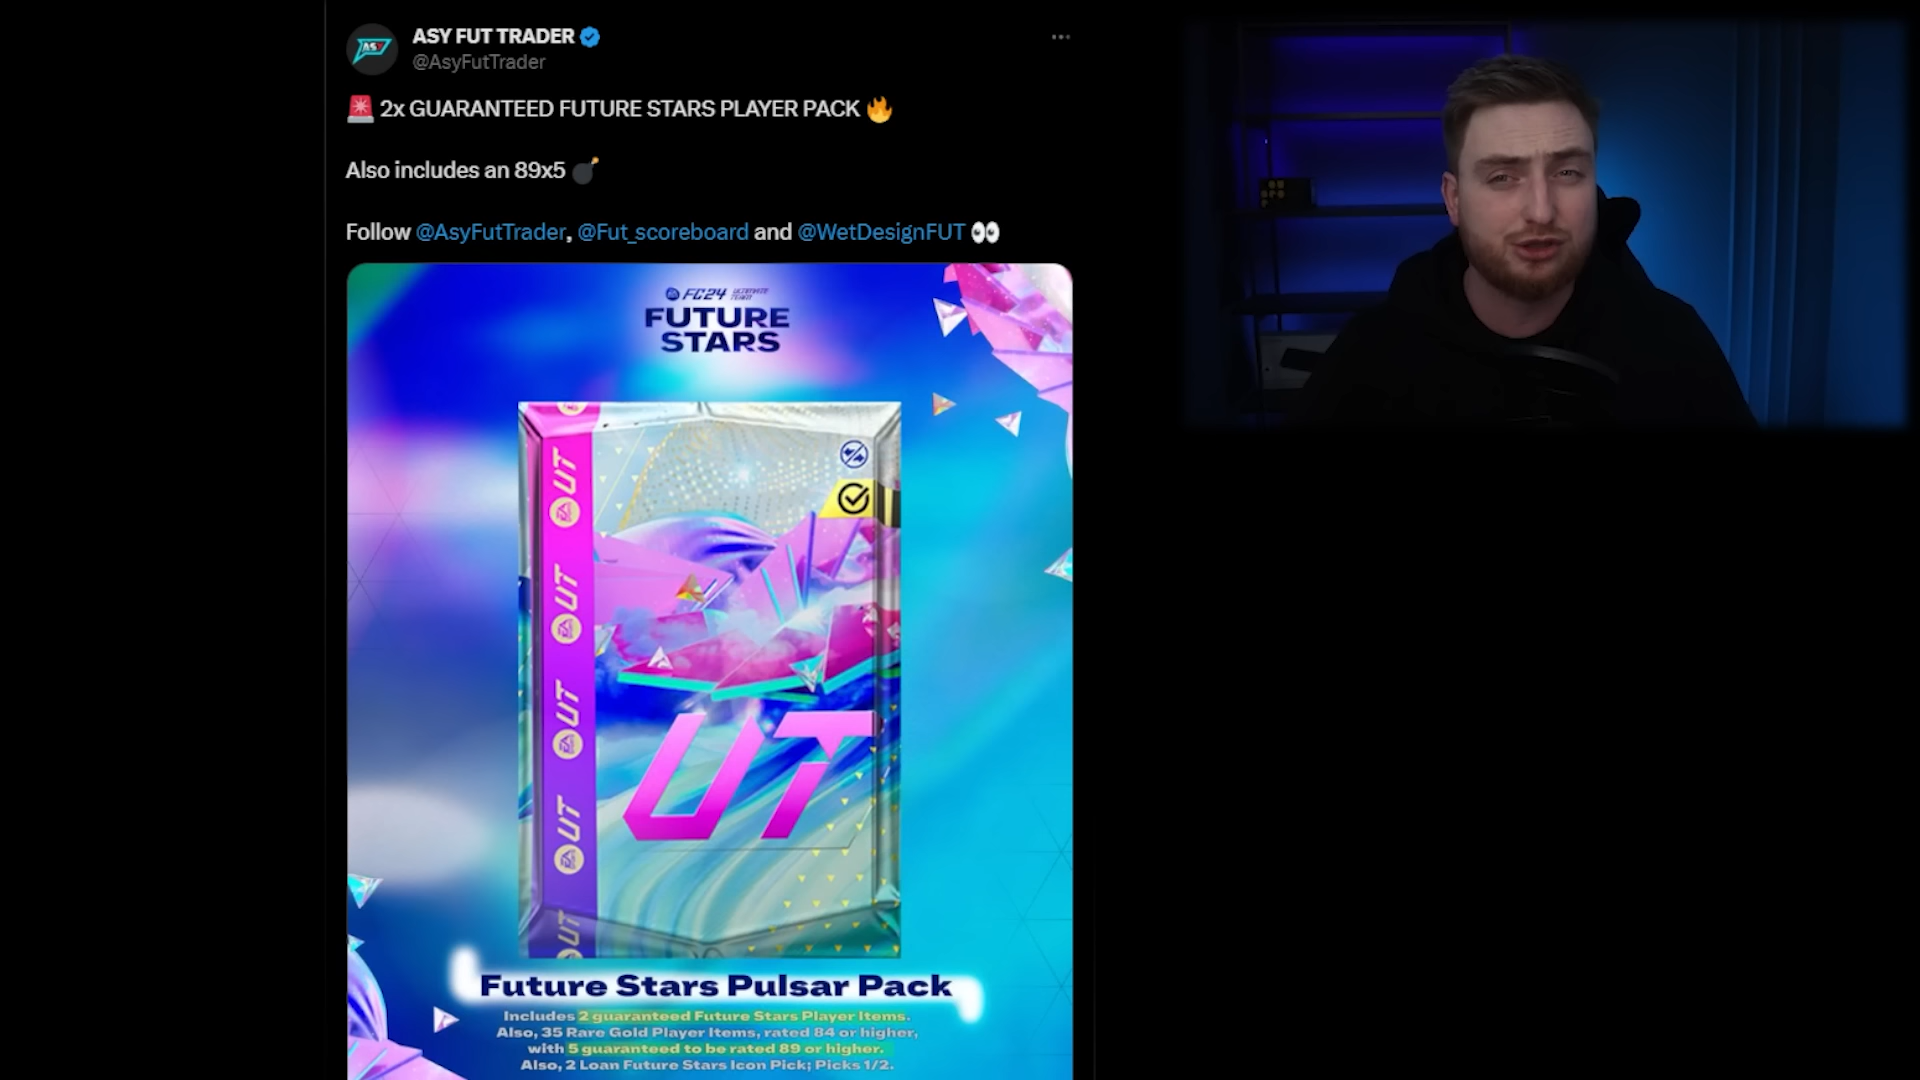 ASY FUT TRADER
@AsyFutTrader
2x GUARANTEED FUTURE STARS PLAYER PACK
Also includes an 89x5
Follow @AsyFutTrader, @Fut_scoreboard and @WetDesignFUT
FC24 ULTIMATE TEAM
FUTURE
STARS
UT
UT
UT
UT
UT
UT
Future Stars Pulsar Pack
Includes 2 guaranteed Future Stars Player Items.
Also, 35 Rare Gold Player Items, rated 84 or higher,
with 5 guaranteed to be rated 89 or higher.
Also, 2 Loan Future Stars Icon Pick; Picks 1/2.